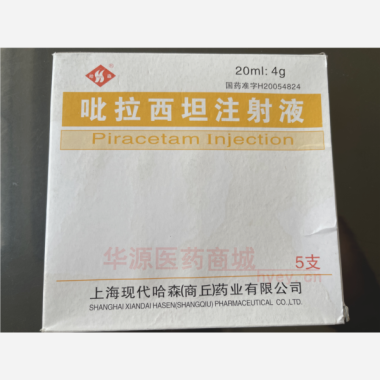 20ml: 4g
国药准字H20054824
吡拉西坦注射液
Piracetam Injection
华源医药商城
5支
上海现代哈森(商丘)药业有限公司
SHANGHAI XIANDAI HASEN(SHANGQIU) PHARMACEUTICAL CO.,LTD.